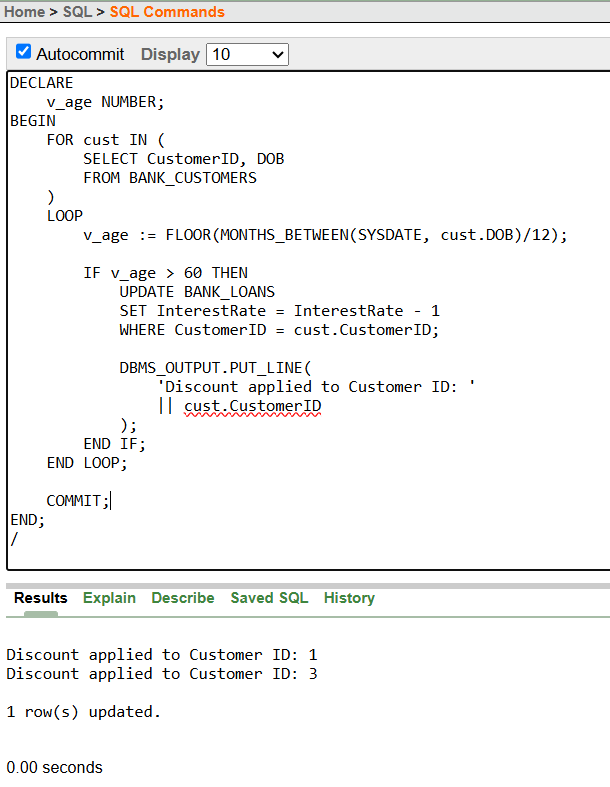 Home > SQL > SQL Commands
Autocommit Display 10
DECLARE
    v_age NUMBER;
BEGIN
    FOR cust IN (
        SELECT CustomerID, DOB
        FROM BANK_CUSTOMERS
    )
    LOOP
        v_age := FLOOR(MONTHS_BETWEEN(SYSDATE, cust.DOB)/12);

        IF v_age > 60 THEN
            UPDATE BANK_LOANS
            SET InterestRate = InterestRate - 1
            WHERE CustomerID = cust.CustomerID;

            DBMS_OUTPUT.PUT_LINE(
                'Discount applied to Customer ID: '
                || cust.CustomerID
            );
        END IF;
    END LOOP;

    COMMIT;
END;
/
Results Explain Describe Saved SQL History
Discount applied to Customer ID: 1
Discount applied to Customer ID: 3
1 row(s) updated.
0.00 seconds